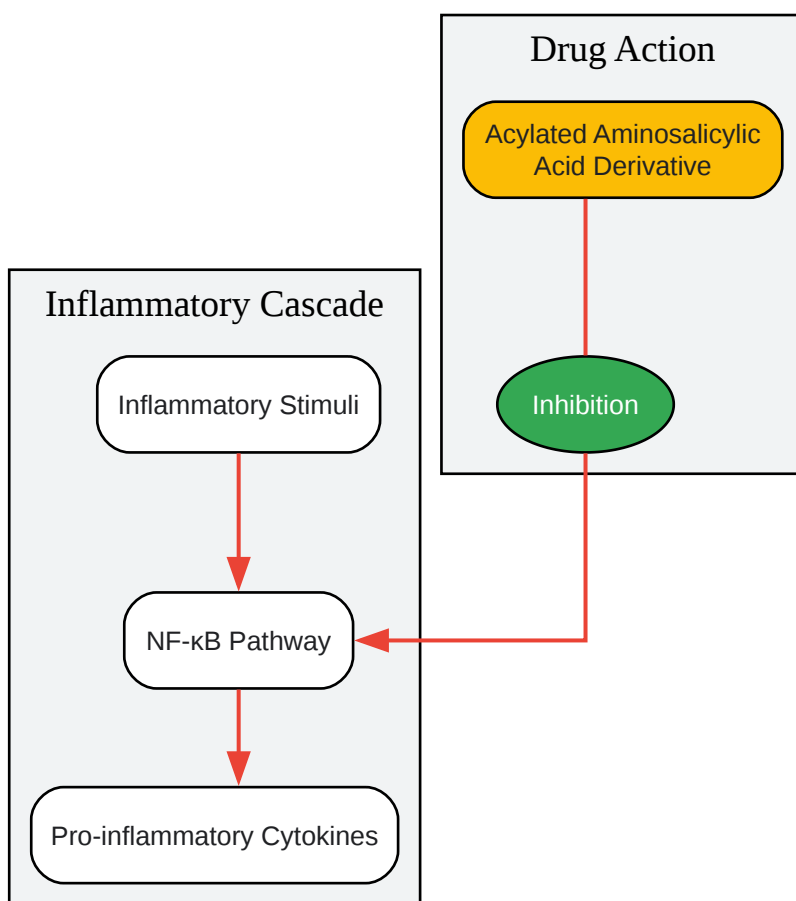 Drug Action
Acylated Aminosalicylic
Acid Derivative
Inflammatory Cascade
Inflammatory Stimuli
Inhibition
NF-κB Pathway
Pro-inflammatory Cytokines